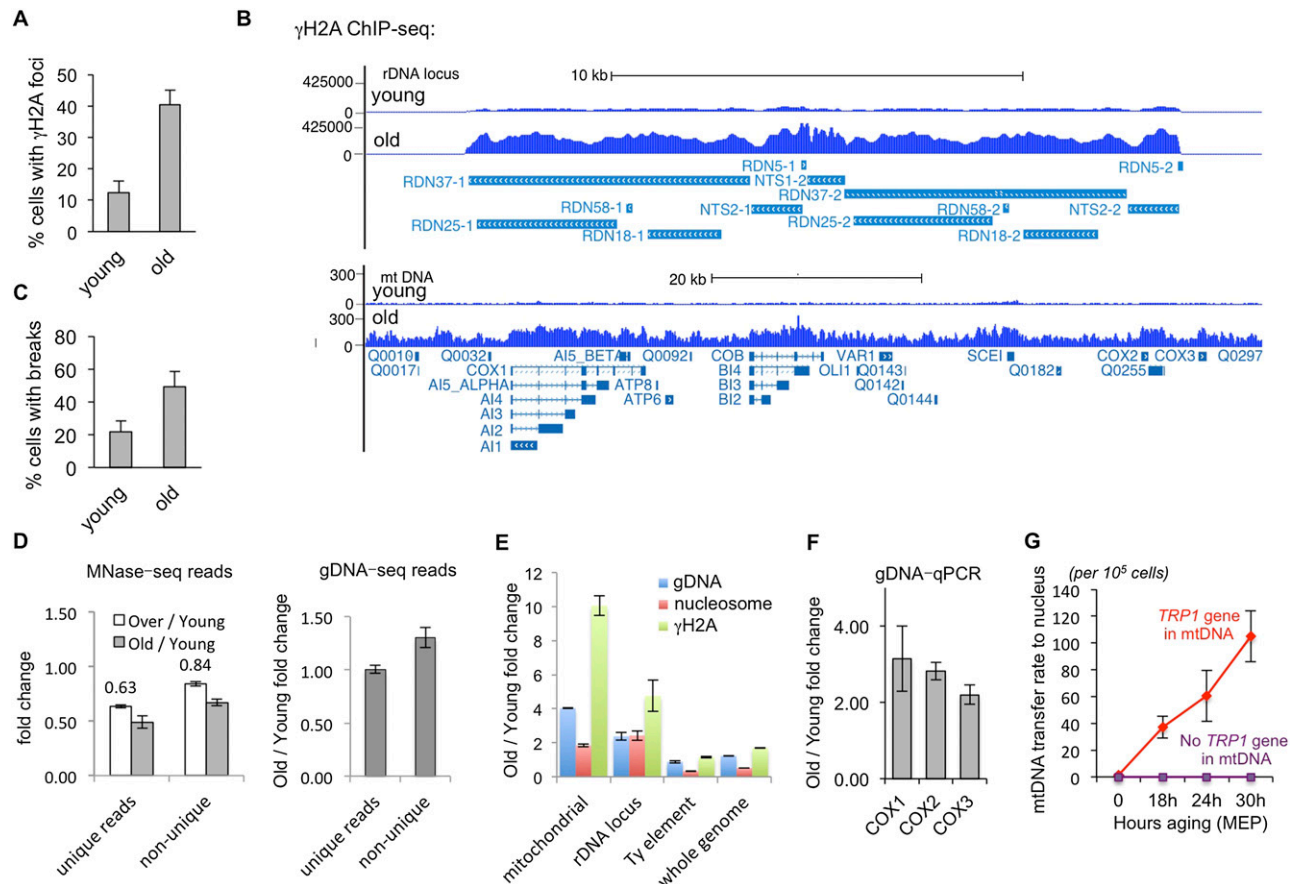 A
% cells with γH2A foci
50
40
30
20
10
0
young
old
B
γH2A ChIP-seq:
10 kb
425000
rDNA locus
young
0
425000
old
0
RDN5-1
RDN5-2
RDN37-1
NTS1-2
RDN37-2
RDN58-1
NTS2-1
RDN58-2
NTS2-2
RDN25-1
RDN25-2
RDN18-1
RDN18-2
20 kb
300
mt DNA
young
0
300
old
0
Q0010
Q0032
AI5_BETA
Q0092
COB
VAR1
SCEI
COX2
COX3
Q0297
Q0017
COX1
BI4
OLI1
Q0143
Q0182
Q0255
AI5_ALPHA
ATP8
BI3
Q0142
AI4
ATP6
BI2
Q0144
AI3
AI2
AI1
C
% cells with breaks
80
60
40
20
0
young
old
D
MNase-seq reads
fold change
1.50
1.00
0.50
0.00
Over / Young
Old / Young
0.63
0.84
unique reads
non-unique
gDNA-seq reads
Old / Young fold change
1.50
1.00
0.50
0.00
unique reads
non-unique
E
Old / Young fold change
12
10
8
6
4
2
0
gDNA
nucleosome
γH2A
mitochondrial
rDNA locus
Ty element
whole genome
F
gDNA-qPCR
Old / Young fold change
4.00
2.00
0.00
COX1
COX2
COX3
G
(per 10⁵ cells)
mtDNA transfer rate to nucleus
140
120
100
80
60
40
20
0
TRP1 gene
in mtDNA
No TRP1 gene
in mtDNA
0
18h
24h
30h
Hours aging (MEP)